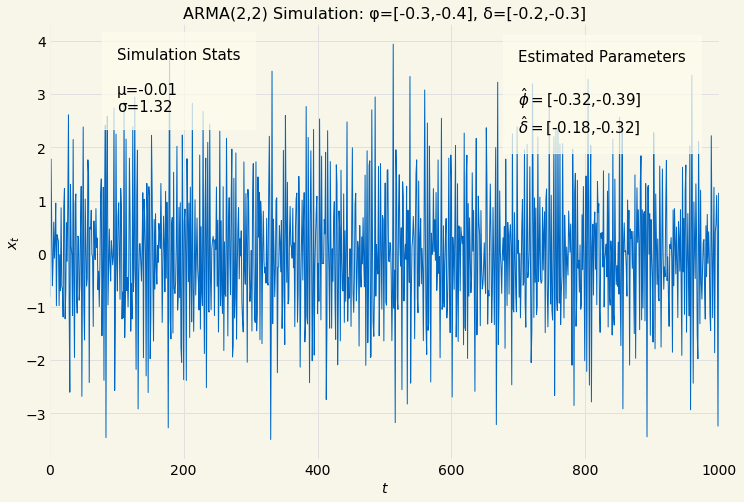 ARMA(2,2) Simulation: φ=[-0.3,-0.4], δ=[-0.2,-0.3]
Simulation Stats
μ=-0.01
σ=1.32
Estimated Parameters
ϕ̂ = [-0.32,-0.39]
δ̂ = [-0.18,-0.32]
4
3
2
1
0
−1
−2
−3
x_t
0 200 400 600 800 1000
t